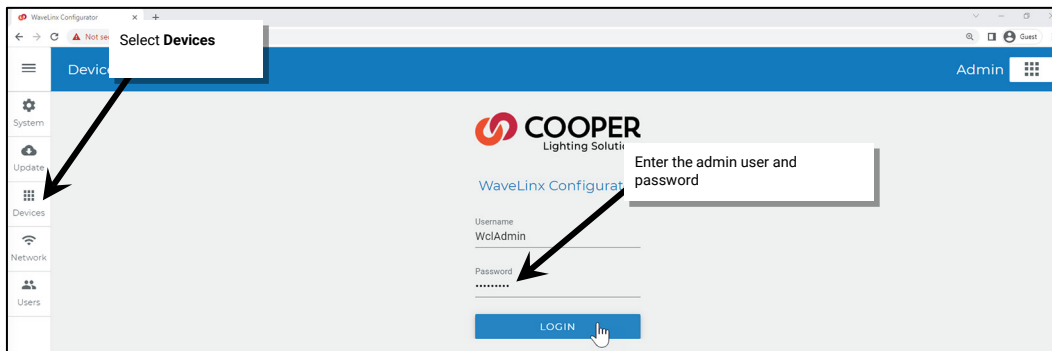 WaveLinx Configurator
Not se
Guest
Select Devices
Devic
Admin
System
Update
Devices
Network
Users
COOPER
Lighting Solutio
WaveLinx Configurat
Enter the admin user and
password
Username
WclAdmin
Password
•••••••••
LOGIN